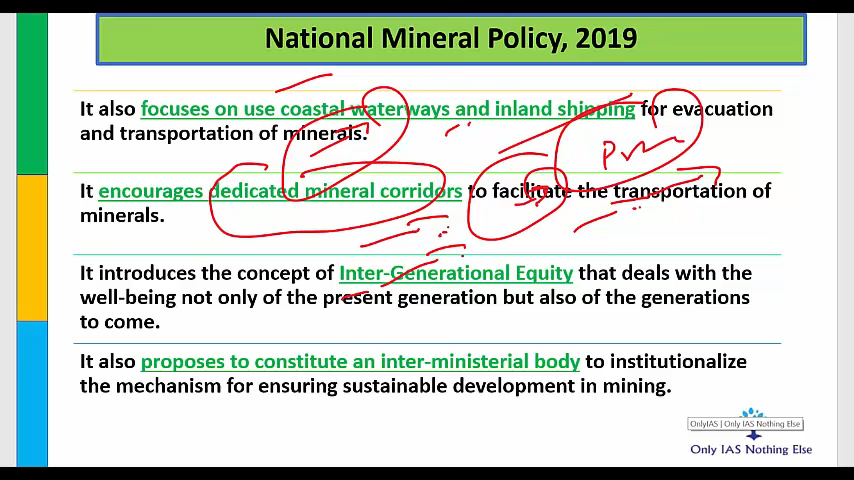 National Mineral Policy, 2019
It also focuses on use coastal waterways and inland shipping for evacuation
and transportation of minerals.
It encourages dedicated mineral corridors to facilitate the transportation of
minerals.
It introduces the concept of Inter-Generational Equity that deals with the
well-being not only of the present generation but also of the generations
to come.
It also proposes to constitute an inter-ministerial body to institutionalize
the mechanism for ensuring sustainable development in mining.
OnlyIAS | Only IAS Nothing Else
Only IAS Nothing Else